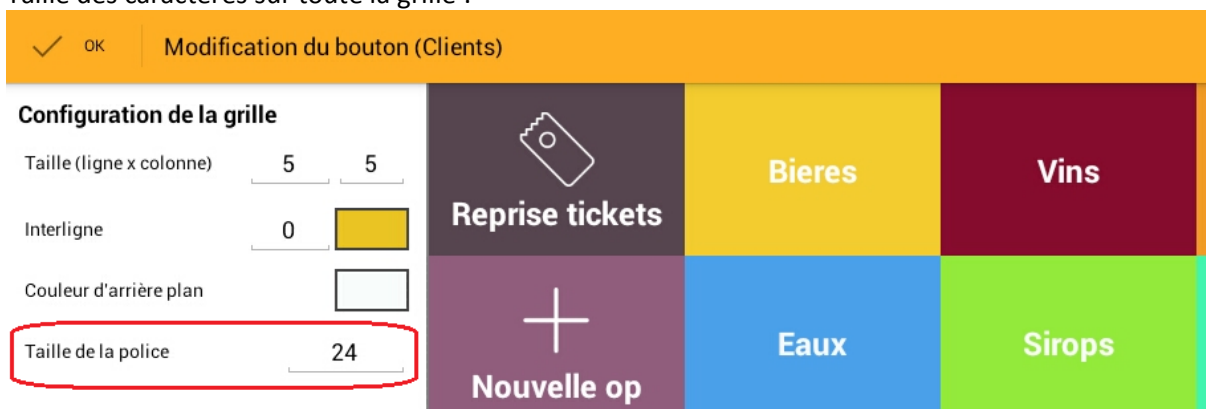 Taille des caractères sur toute la grille :
OK Modification du bouton (Clients)
Configuration de la grille
Taille (ligne x colonne) 5 5
Interligne 0
Couleur d'arrière plan
Taille de la police 24
Reprise tickets
Bieres
Vins
Nouvelle op
Eaux
Sirops